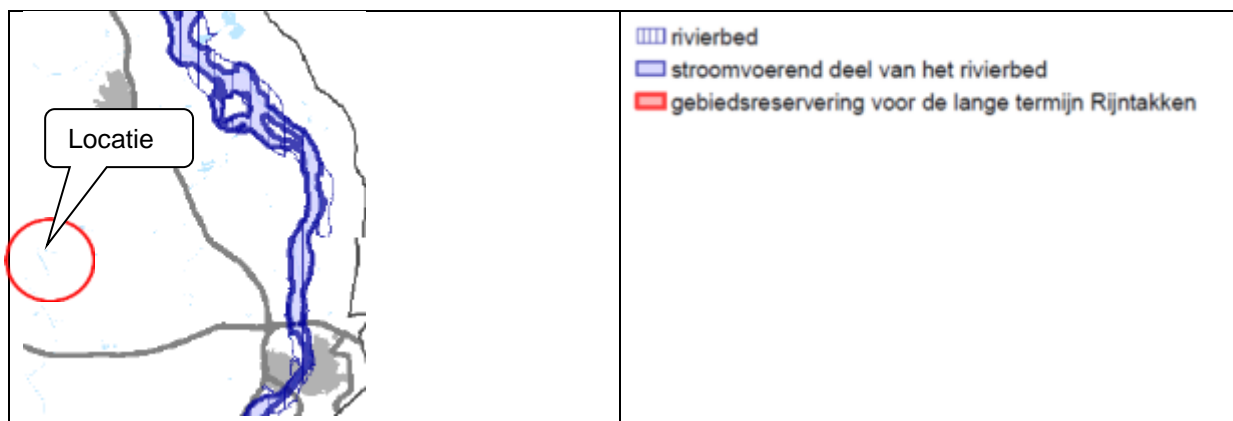 Locatie
rivierbed
stroomvoerend deel van het rivierbed
gebiedsreservering voor de lange termijn Rijntakken